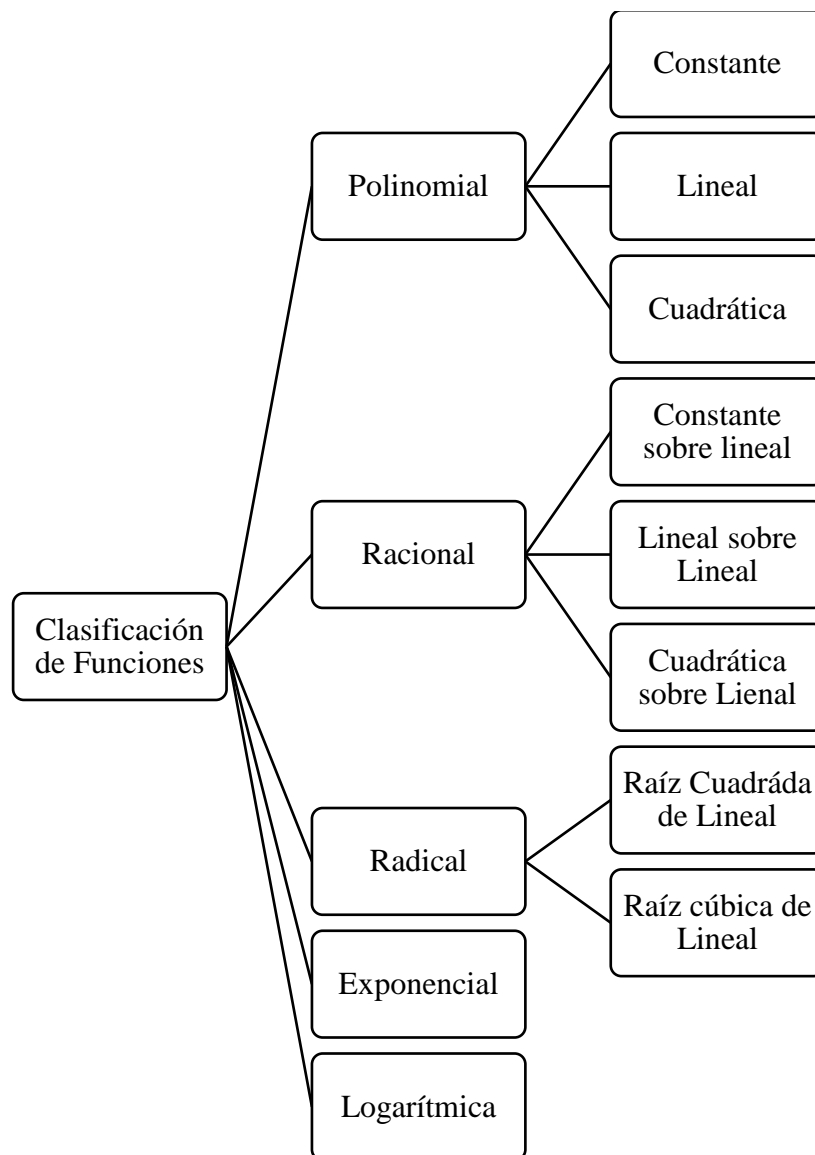 Clasificación
de Funciones
Polinomial
Constante
Lineal
Cuadrática
Racional
Constante
sobre lineal
Lineal sobre
Lineal
Cuadrática
sobre Lienal
Radical
Raíz Cuadráda
de Lineal
Raíz cúbica de
Lineal
Exponencial
Logarítmica